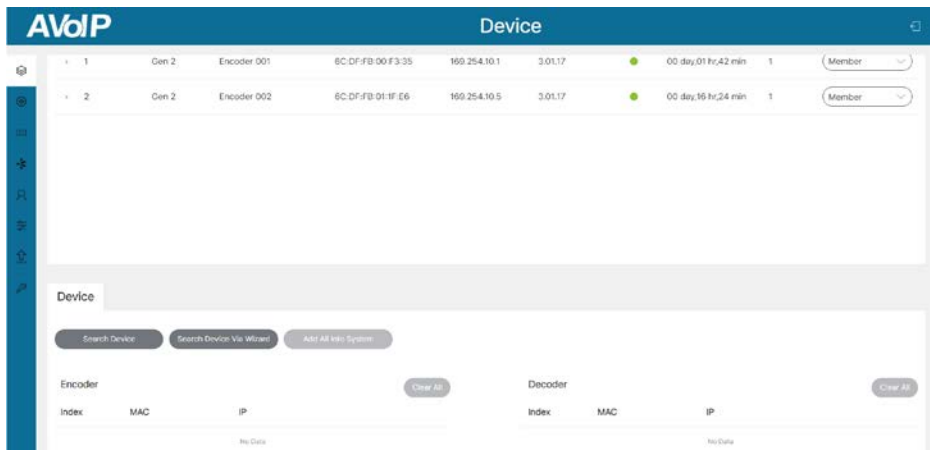 AVoIP Device
1 Gen 2 Encoder 001 6C:DF:FB:00:F3:35 169.254.10.1 3.01.17 00 day,01 hr,42 min 1 Member
2 Gen 2 Encoder 002 6C:DF:FB:01:1F:E6 169.254.10.5 3.01.17 00 day,16 hr,24 min 1 Member
Device
Search Device Search Device Via Wizard Add All Into System
Encoder Clear All Decoder Clear All
Index MAC IP Index MAC IP
No Data No Data